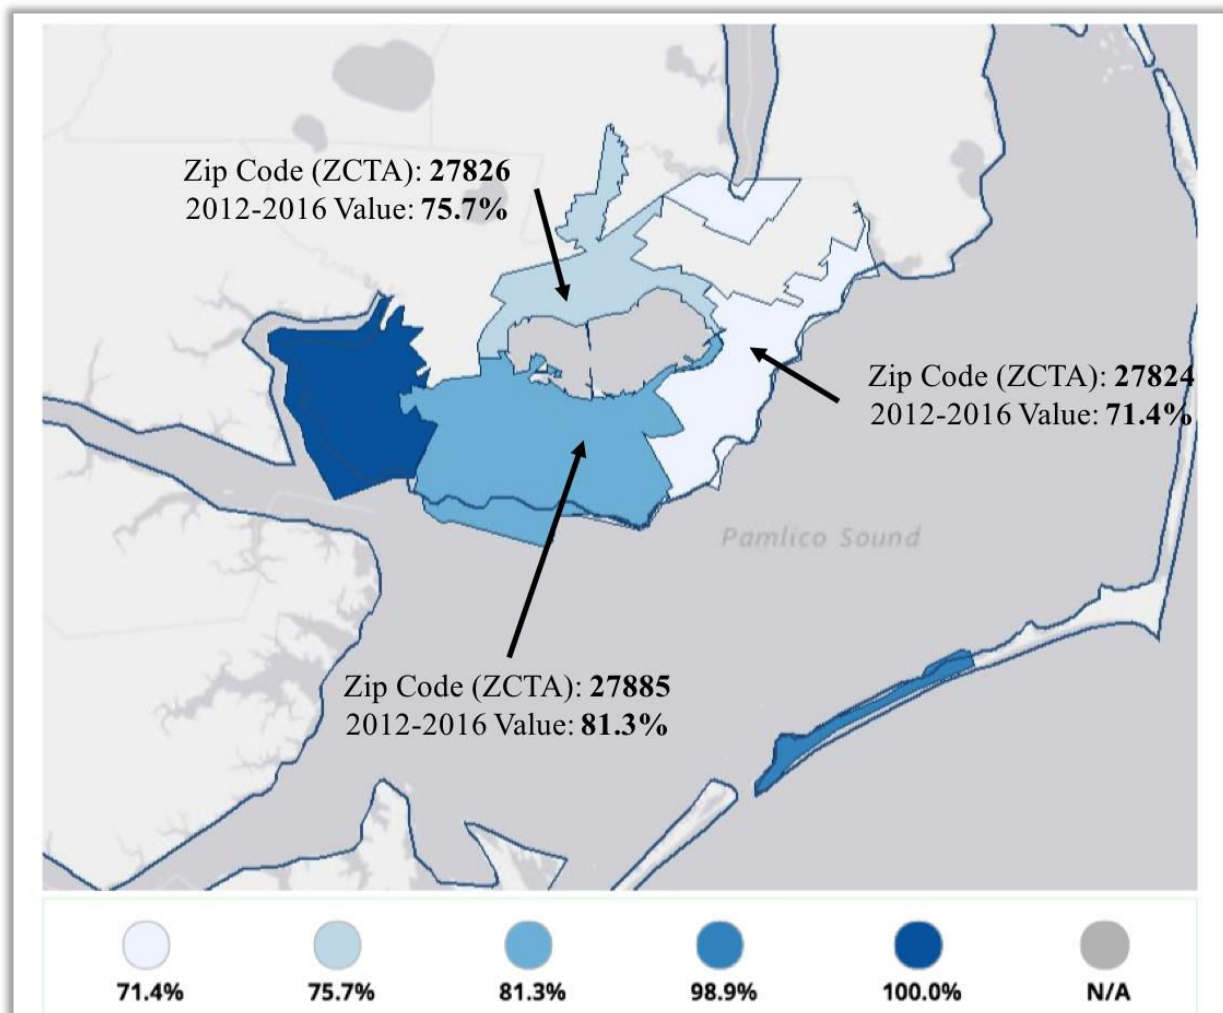 Zip Code (ZCTA): 27826
2012-2016 Value: 75.7%
Zip Code (ZCTA): 27824
2012-2016 Value: 71.4%
Pamlico Sound
Zip Code (ZCTA): 27885
2012-2016 Value: 81.3%
71.4%
75.7%
81.3%
98.9%
100.0%
N/A